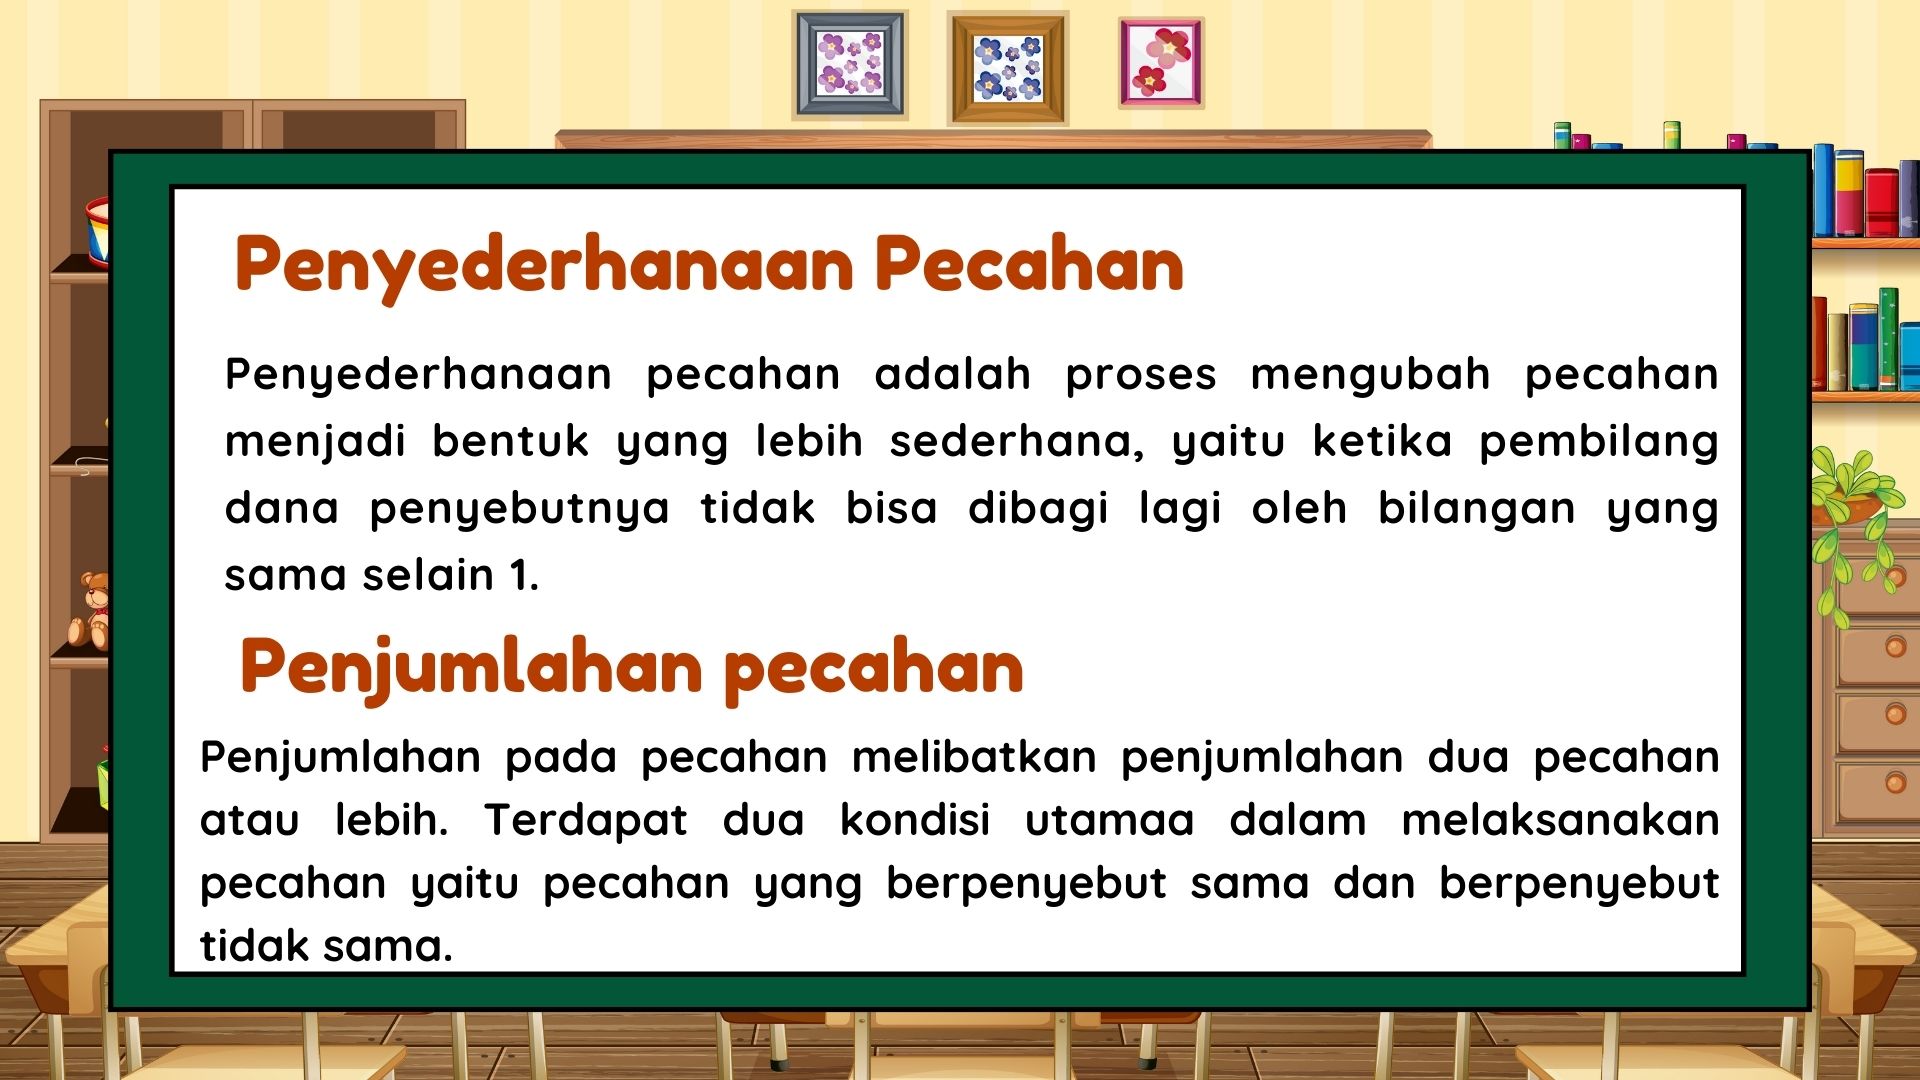 Penyederhanaan Pecahan
Penyederhanaan pecahan adalah proses mengubah pecahan
menjadi bentuk yang lebih sederhana, yaitu ketika pembilang
dana penyebutnya tidak bisa dibagi lagi oleh bilangan yang
sama selain 1.
Penjumlahan pecahan
Penjumlahan pada pecahan melibatkan penjumlahan dua pecahan
atau lebih. Terdapat dua kondisi utamaa dalam melaksanakan
pecahan yaitu pecahan yang berpenyebut sama dan berpenyebut
tidak sama.